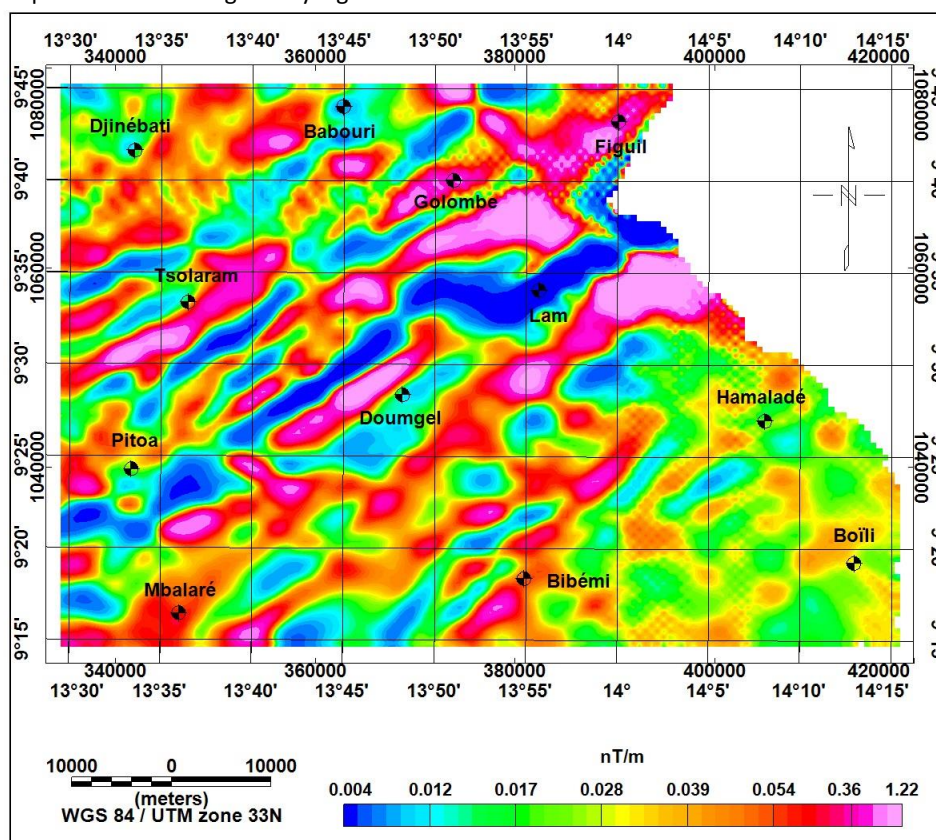 13°30' 13°35' 13°40' 13°45' 13°50' 13°55' 14° 14°5' 14°10' 14°15'
340000 360000 380000 400000 420000
9°45'
1080000
1080000
Djinébati
Babouri
Figuil
9°40'
Golombe
N
9°35'
1060000
1060000
Tsolaram
Lam
9°30'
Doumgel
Hamaladé
Pitoa
9°25'
1040000
1040000
9°20'
Boïli
Mbalaré
Bibémi
9°15'
340000 360000 380000 400000 420000
13°30' 13°35' 13°40' 13°45' 13°50' 13°55' 14° 14°5' 14°10' 14°15'
10000 0 10000
(meters)
WGS 84 / UTM zone 33N
nT/m
0.004 0.012 0.017 0.028 0.039 0.054 0.36 1.22